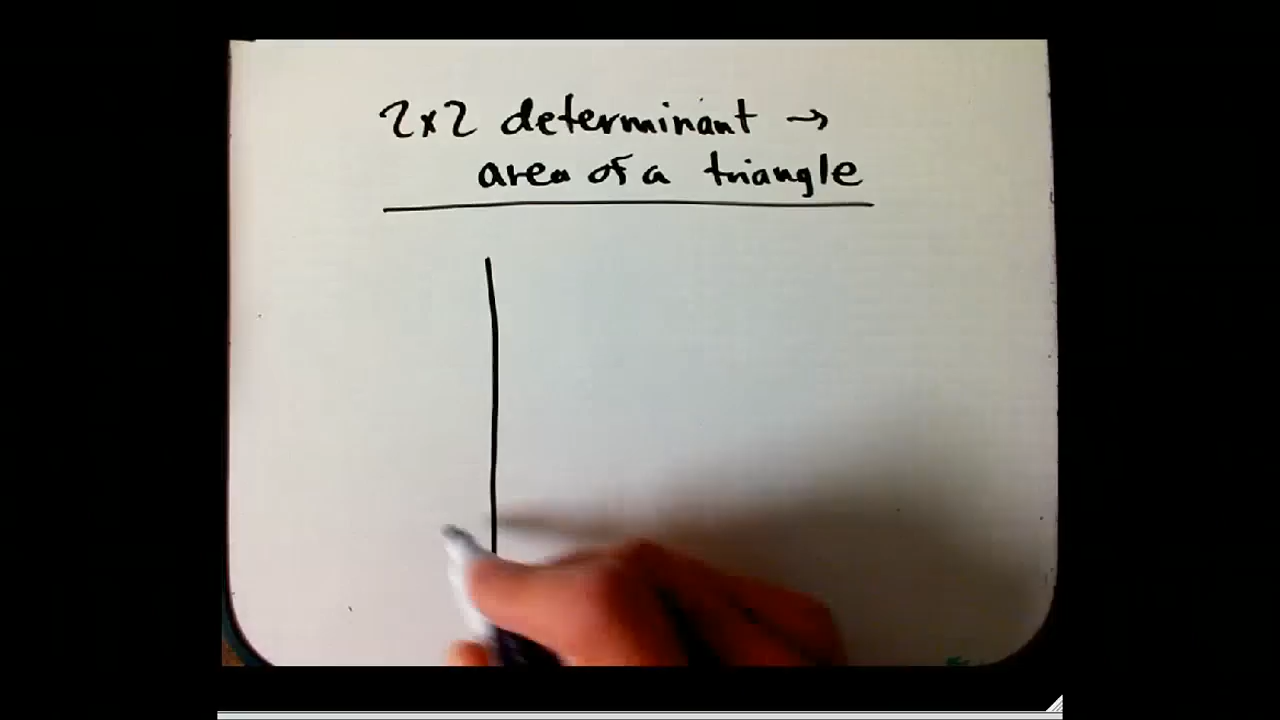 2x2 determinant →
area of a triangle